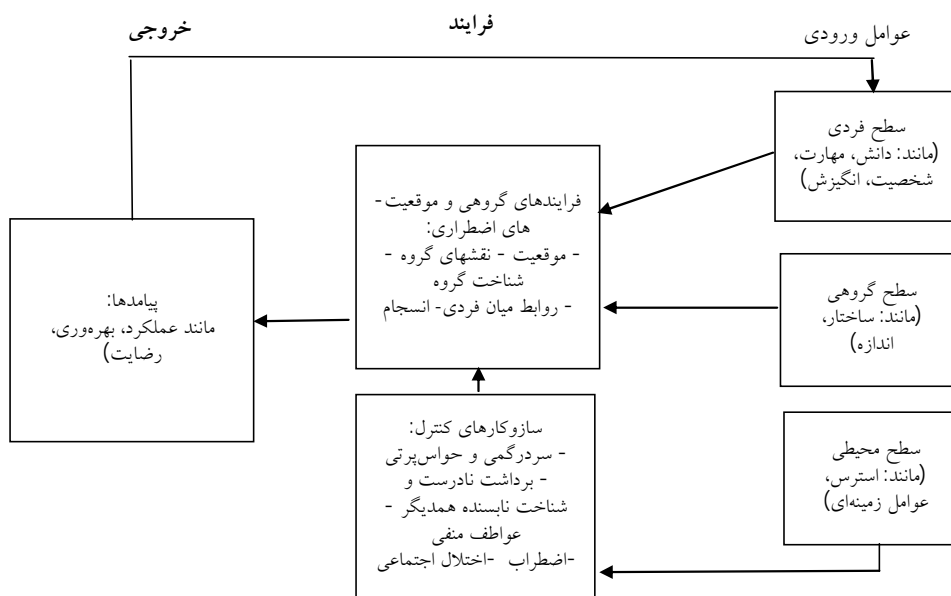 عوامل ورودی
فرایند
خروجی
سطح فردی
(مانند: دانش، مهارت،
شخصیت، انگیزش)
سطح گروهی
(مانند: ساختار،
اندازه)
سطح محیطی
(مانند: استرس،
عوامل زمینه‌ای)
فرایندهای گروهی و موقعیت-
های اضطراری:
- موقعیت - نقشهای گروه -
شناخت گروه
- روابط میان فردی- انسجام
سازوکارهای کنترل:
- سردرگمی و حواس‌پرتی
- برداشت نادرست و
شناخت نابسنده همدیگر -
عواطف منفی
-اضطراب -اختلال اجتماعی
پیامدها:
مانند عملکرد، بهره‌وری،
رضایت)